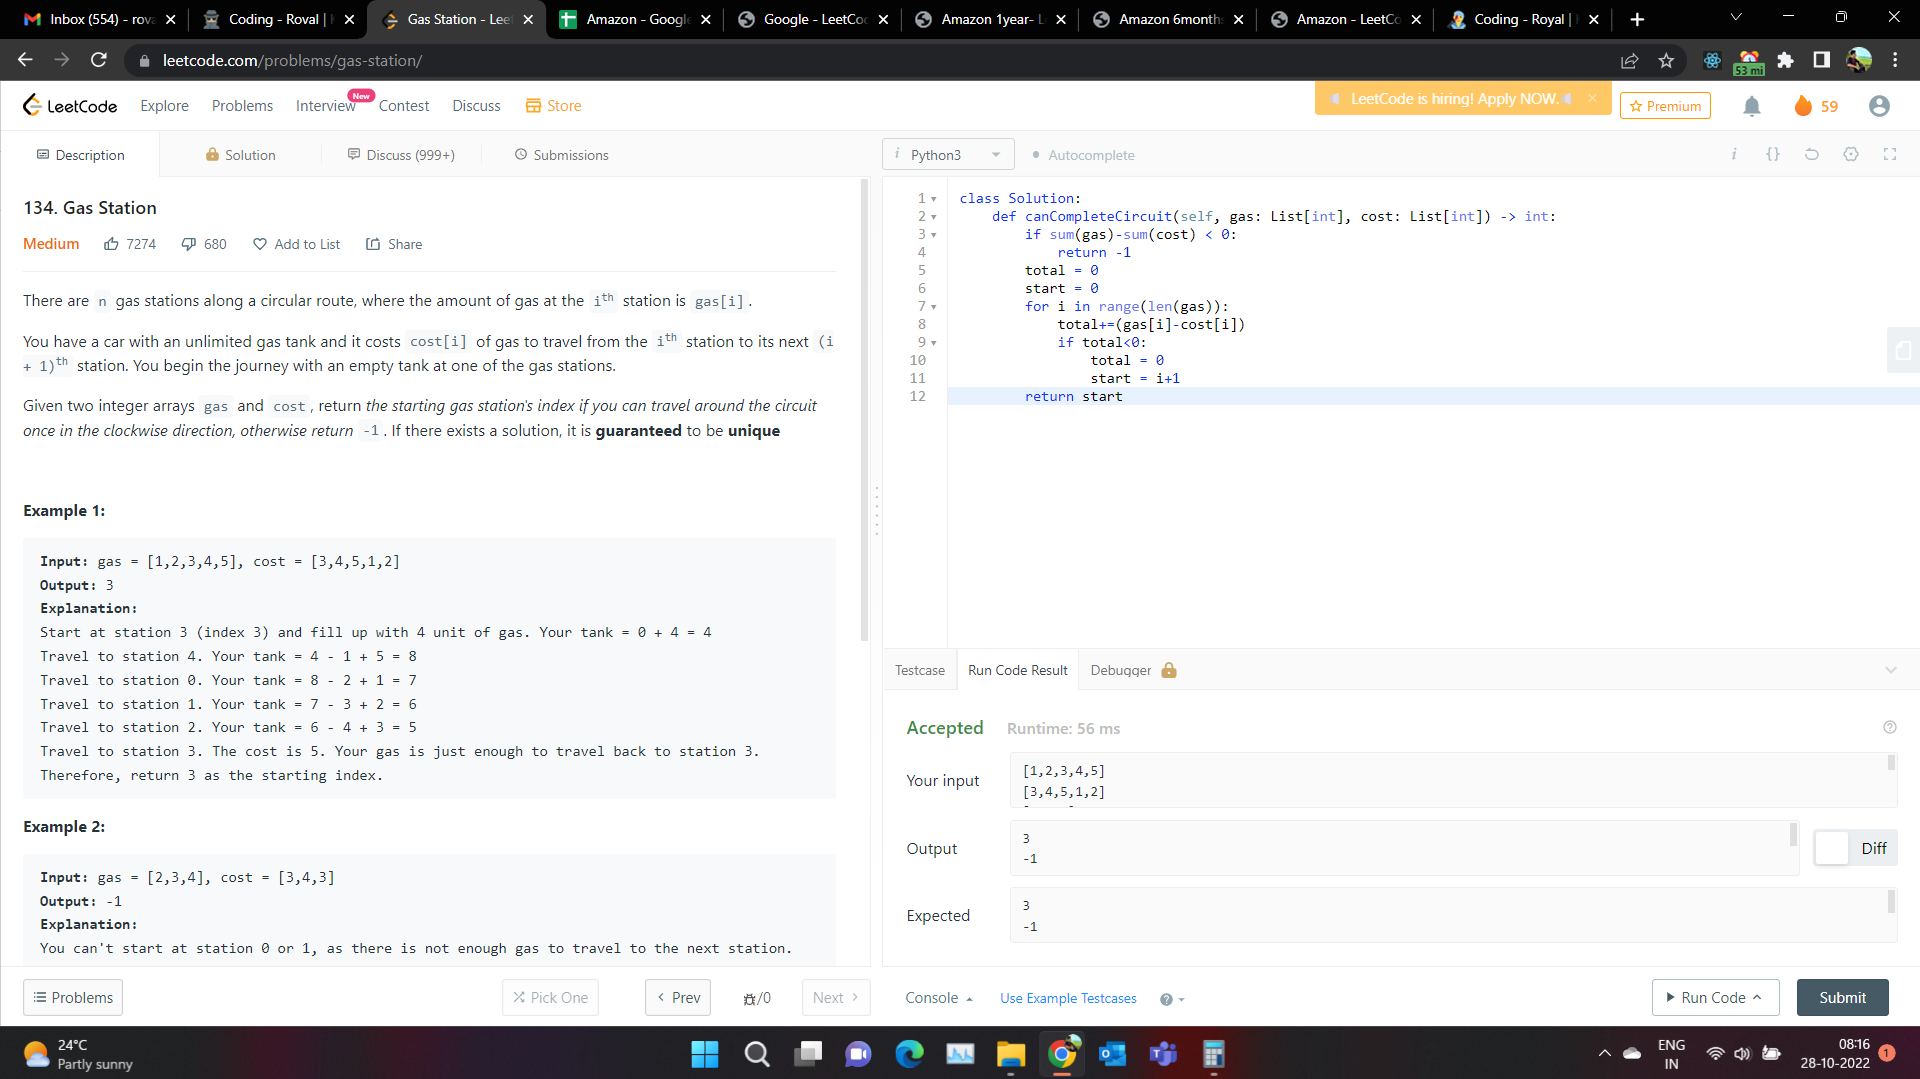 Inbox (554) - rova
Coding - Roval |
Gas Station - Lee
Amazon - Google
Google - LeetCo
Amazon 1year- L
Amazon 6months
Amazon - LeetCo
Coding - Royal |
leetcode.com/problems/gas-station/
53 mi
LeetCode
Explore
Problems
Interview
New
Contest
Discuss
Store
LeetCode is hiring! Apply NOW.
Premium
59
Description
Solution
Discuss (999+)
Submissions
i Python3
Autocomplete
i {}
134. Gas Station
Medium 7274 680 Add to List Share
There are n gas stations along a circular route, where the amount of gas at the ith station is gas[i].
You have a car with an unlimited gas tank and it costs cost[i] of gas to travel from the ith station to its next (i
+ 1)th station. You begin the journey with an empty tank at one of the gas stations.
Given two integer arrays gas and cost, return the starting gas station's index if you can travel around the circuit
once in the clockwise direction, otherwise return -1. If there exists a solution, it is guaranteed to be unique
Example 1:
Input: gas = [1,2,3,4,5], cost = [3,4,5,1,2]
Output: 3
Explanation:
Start at station 3 (index 3) and fill up with 4 unit of gas. Your tank = 0 + 4 = 4
Travel to station 4. Your tank = 4 - 1 + 5 = 8
Travel to station 0. Your tank = 8 - 2 + 1 = 7
Travel to station 1. Your tank = 7 - 3 + 2 = 6
Travel to station 2. Your tank = 6 - 4 + 3 = 5
Travel to station 3. The cost is 5. Your gas is just enough to travel back to station 3.
Therefore, return 3 as the starting index.
Example 2:
Input: gas = [2,3,4], cost = [3,4,3]
Output: -1
Explanation:
You can't start at station 0 or 1, as there is not enough gas to travel to the next station.
1 class Solution:
2 def canCompleteCircuit(self, gas: List[int], cost: List[int]) -> int:
3 if sum(gas)-sum(cost) < 0:
4 return -1
5 total = 0
6 start = 0
7 for i in range(len(gas)):
8 total+=(gas[i]-cost[i])
9 if total<0:
10 total = 0
11 start = i+1
12 return start
Testcase
Run Code Result
Debugger
Accepted Runtime: 56 ms
Your input
[1,2,3,4,5]
[3,4,5,1,2]
Output
3
-1
Diff
Expected
3
-1
Problems
Pick One
< Prev
/0
Next >
Console
Use Example Testcases
Run Code
Submit
24°C
Partly sunny
ENG
IN
08:16
28-10-2022
1